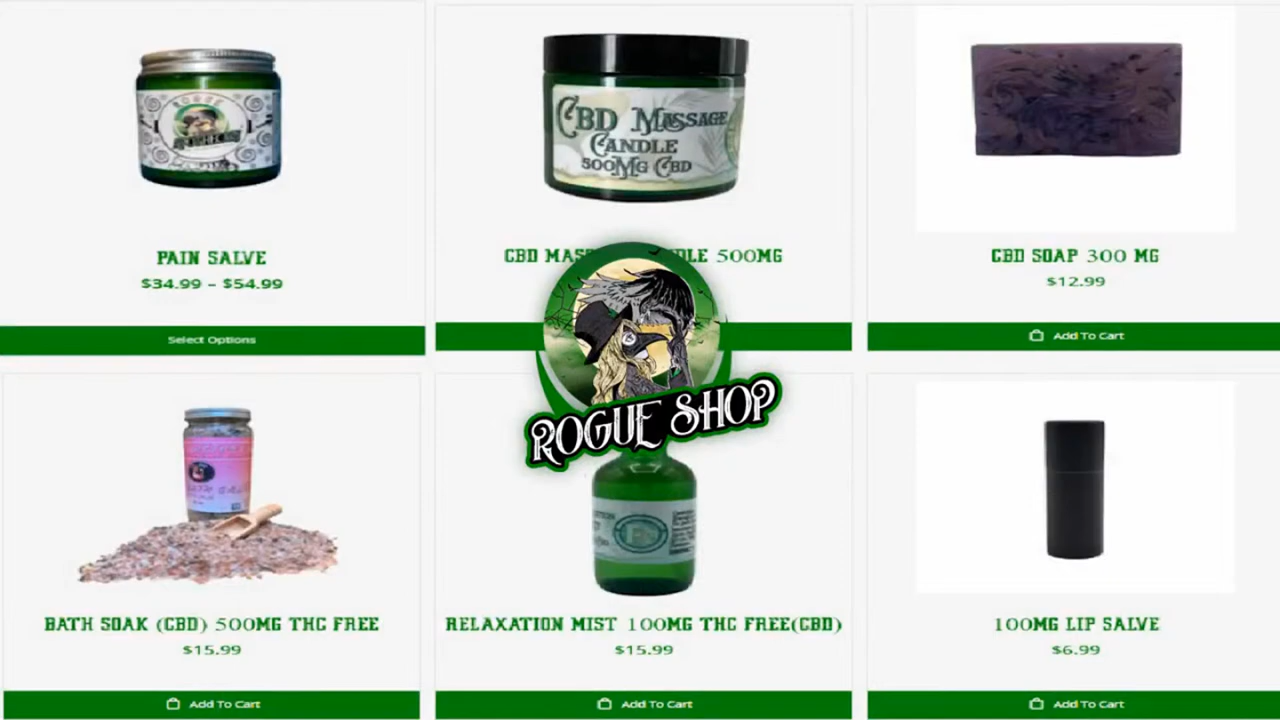 ROGUE
PAIN SALVE
$34.99 – $54.99
Select Options
CBD MASSAGE
CANDLE
500MG CBD
CBD MAS DLE 500MG
CBD SOAP 300 MG
$12.99
Add To Cart
ROGUE SHOP
BATH SOAK (CBD) 500MG THC FREE
$15.99
Add To Cart
RELAXATION MIST 100MG THC FREE(CBD)
$15.99
Add To Cart
100MG LIP SALVE
$6.99
Add To Cart